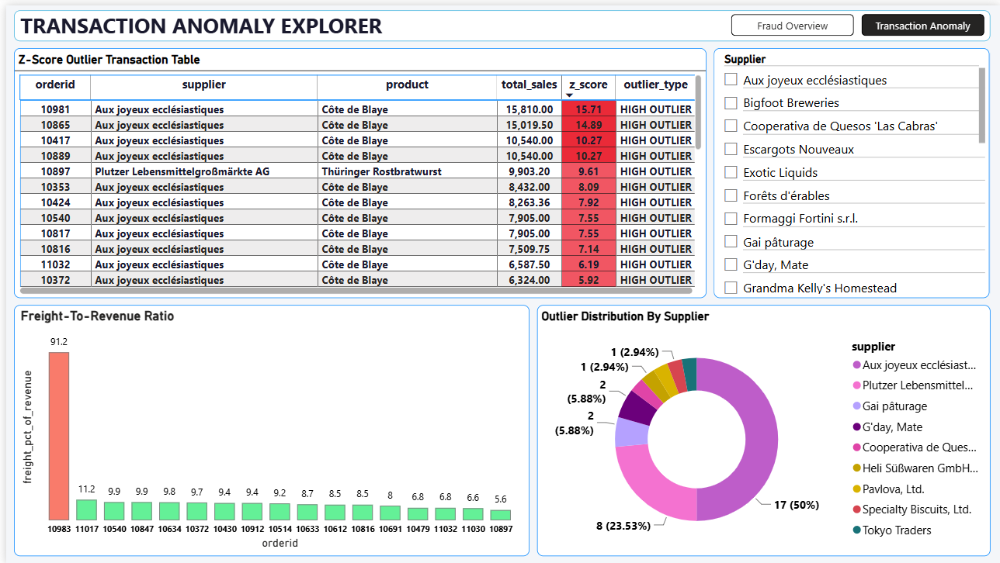 TRANSACTION ANOMALY EXPLORER
Fraud Overview
Transaction Anomaly
Z-Score Outlier Transaction Table
orderid supplier product total_sales z_score outlier_type
10981 Aux joyeux ecclésiastiques Côte de Blaye 15,810.00 15.71 HIGH OUTLIER
10865 Aux joyeux ecclésiastiques Côte de Blaye 15,019.50 14.89 HIGH OUTLIER
10417 Aux joyeux ecclésiastiques Côte de Blaye 10,540.00 10.27 HIGH OUTLIER
10889 Aux joyeux ecclésiastiques Côte de Blaye 10,540.00 10.27 HIGH OUTLIER
10897 Plutzer Lebensmittelgroßmärkte AG Thüringer Rostbratwurst 9,903.20 9.61 HIGH OUTLIER
10353 Aux joyeux ecclésiastiques Côte de Blaye 8,432.00 8.09 HIGH OUTLIER
10424 Aux joyeux ecclésiastiques Côte de Blaye 8,263.36 7.92 HIGH OUTLIER
10540 Aux joyeux ecclésiastiques Côte de Blaye 7,905.00 7.55 HIGH OUTLIER
10817 Aux joyeux ecclésiastiques Côte de Blaye 7,905.00 7.55 HIGH OUTLIER
10816 Aux joyeux ecclésiastiques Côte de Blaye 7,509.75 7.14 HIGH OUTLIER
11032 Aux joyeux ecclésiastiques Côte de Blaye 6,587.50 6.19 HIGH OUTLIER
10372 Aux joyeux ecclésiastiques Côte de Blaye 6,324.00 5.92 HIGH OUTLIER
Supplier
Aux joyeux ecclésiastiques
Bigfoot Breweries
Cooperativa de Quesos 'Las Cabras'
Escargots Nouveaux
Exotic Liquids
Forêts d'érables
Formaggi Fortini s.r.l.
Gai pâturage
G'day, Mate
Grandma Kelly's Homestead
Freight-To-Revenue Ratio
freight_pct_of_revenue
91.2 11.2 9.9 9.9 9.8 9.7 9.4 9.4 9.2 8.7 8.5 8.5 8 6.8 6.8 6.6 5.6
10983 11017 10540 10847 10634 10372 10430 10912 10514 10633 10612 10816 10691 10479 11032 11030 10897
orderid
Outlier Distribution By Supplier
1 (2.94%)
1 (2.94%)
2
(5.88%)
2
(5.88%)
8 (23.53%)
17 (50%)
supplier
Aux joyeux ecclésiast...
Plutzer Lebensmittel...
Gai pâturage
G'day, Mate
Cooperativa de Ques...
Heli Süßwaren GmbH...
Pavlova, Ltd.
Specialty Biscuits, Ltd.
Tokyo Traders